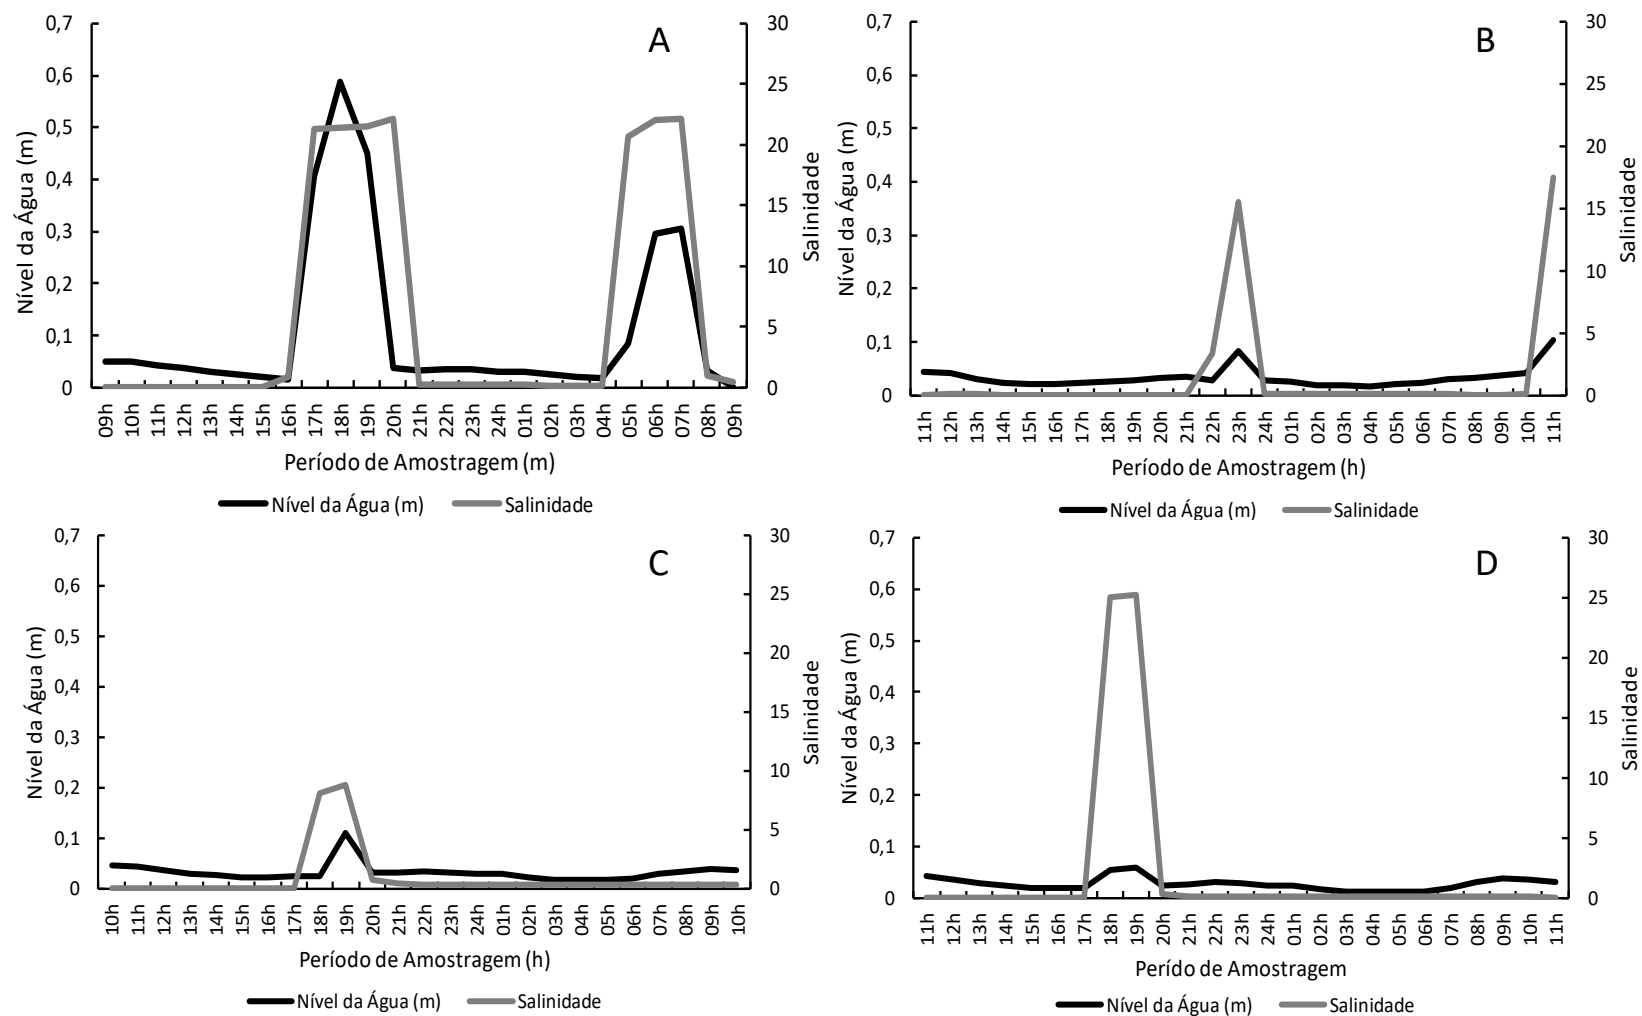 A
0,7
0,6
0,5
0,4
0,3
0,2
0,1
0
Nível da Água (m)
30
25
20
15
10
5
0
Salinidade
09h 10h 11h 12h 13h 14h 15h 16h 17h 18h 19h 20h 21h 22h 23h 24h 01h 02h 03h 04h 05h 06h 07h 08h 09h
Período de Amostragem (m)
Nível da Água (m) Salinidade
B
0,7
0,6
0,5
0,4
0,3
0,2
0,1
0
Nível da Água (m)
30
25
20
15
10
5
0
Salinidade
11h 12h 13h 14h 15h 16h 17h 18h 19h 20h 21h 22h 23h 24h 01h 02h 03h 04h 05h 06h 07h 08h 09h 10h 11h
Período de Amostragem (h)
Nível da Água (m) Salinidade
C
0,7
0,6
0,5
0,4
0,3
0,2
0,1
0
Nível da Água (m)
30
25
20
15
10
5
0
Salinidade
10h 11h 12h 13h 14h 15h 16h 17h 18h 19h 20h 21h 22h 23h 24h 01h 02h 03h 04h 05h 06h 07h 08h 09h 10h
Período de Amostragem (h)
Nível da Água (m) Salinidade
D
0,7
0,6
0,5
0,4
0,3
0,2
0,1
0
Nível da Água (m)
30
25
20
15
10
5
0
Salinidade
11h 12h 13h 14h 15h 16h 17h 18h 19h 20h 21h 22h 23h 24h 01h 02h 03h 04h 05h 06h 07h 08h 09h 10h 11h
Perído de Amostragem
Nível da Água (m) Salinidade